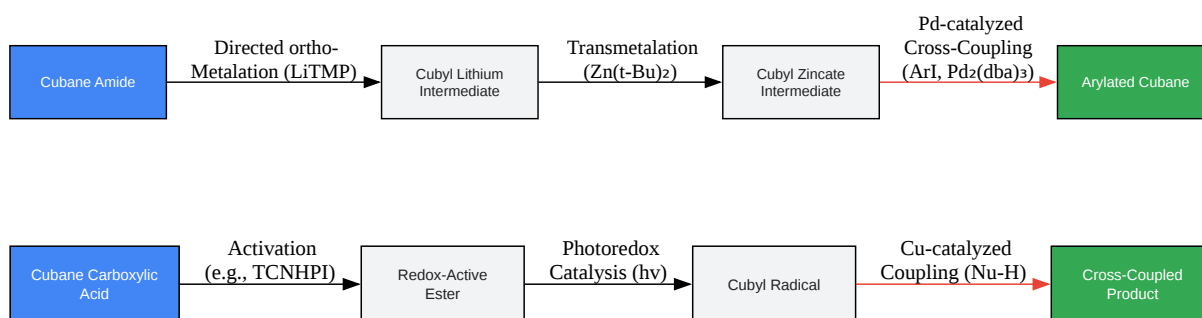 Directed ortho-
Metalation (LiTMP)
Transmetalation
(Zn(t-Bu)₂)
Pd-catalyzed
Cross-Coupling
(ArI, Pd₂(dba)₃)
Cubane Amide
Cubyl Lithium
Intermediate
Cubyl Zincate
Intermediate
Arylated Cubane
Activation
(e.g., TCNHPI)
Photoredox
Catalysis (hν)
Cu-catalyzed
Coupling (Nu-H)
Cubane Carboxylic
Acid
Redox-Active
Ester
Cubyl Radical
Cross-Coupled
Product